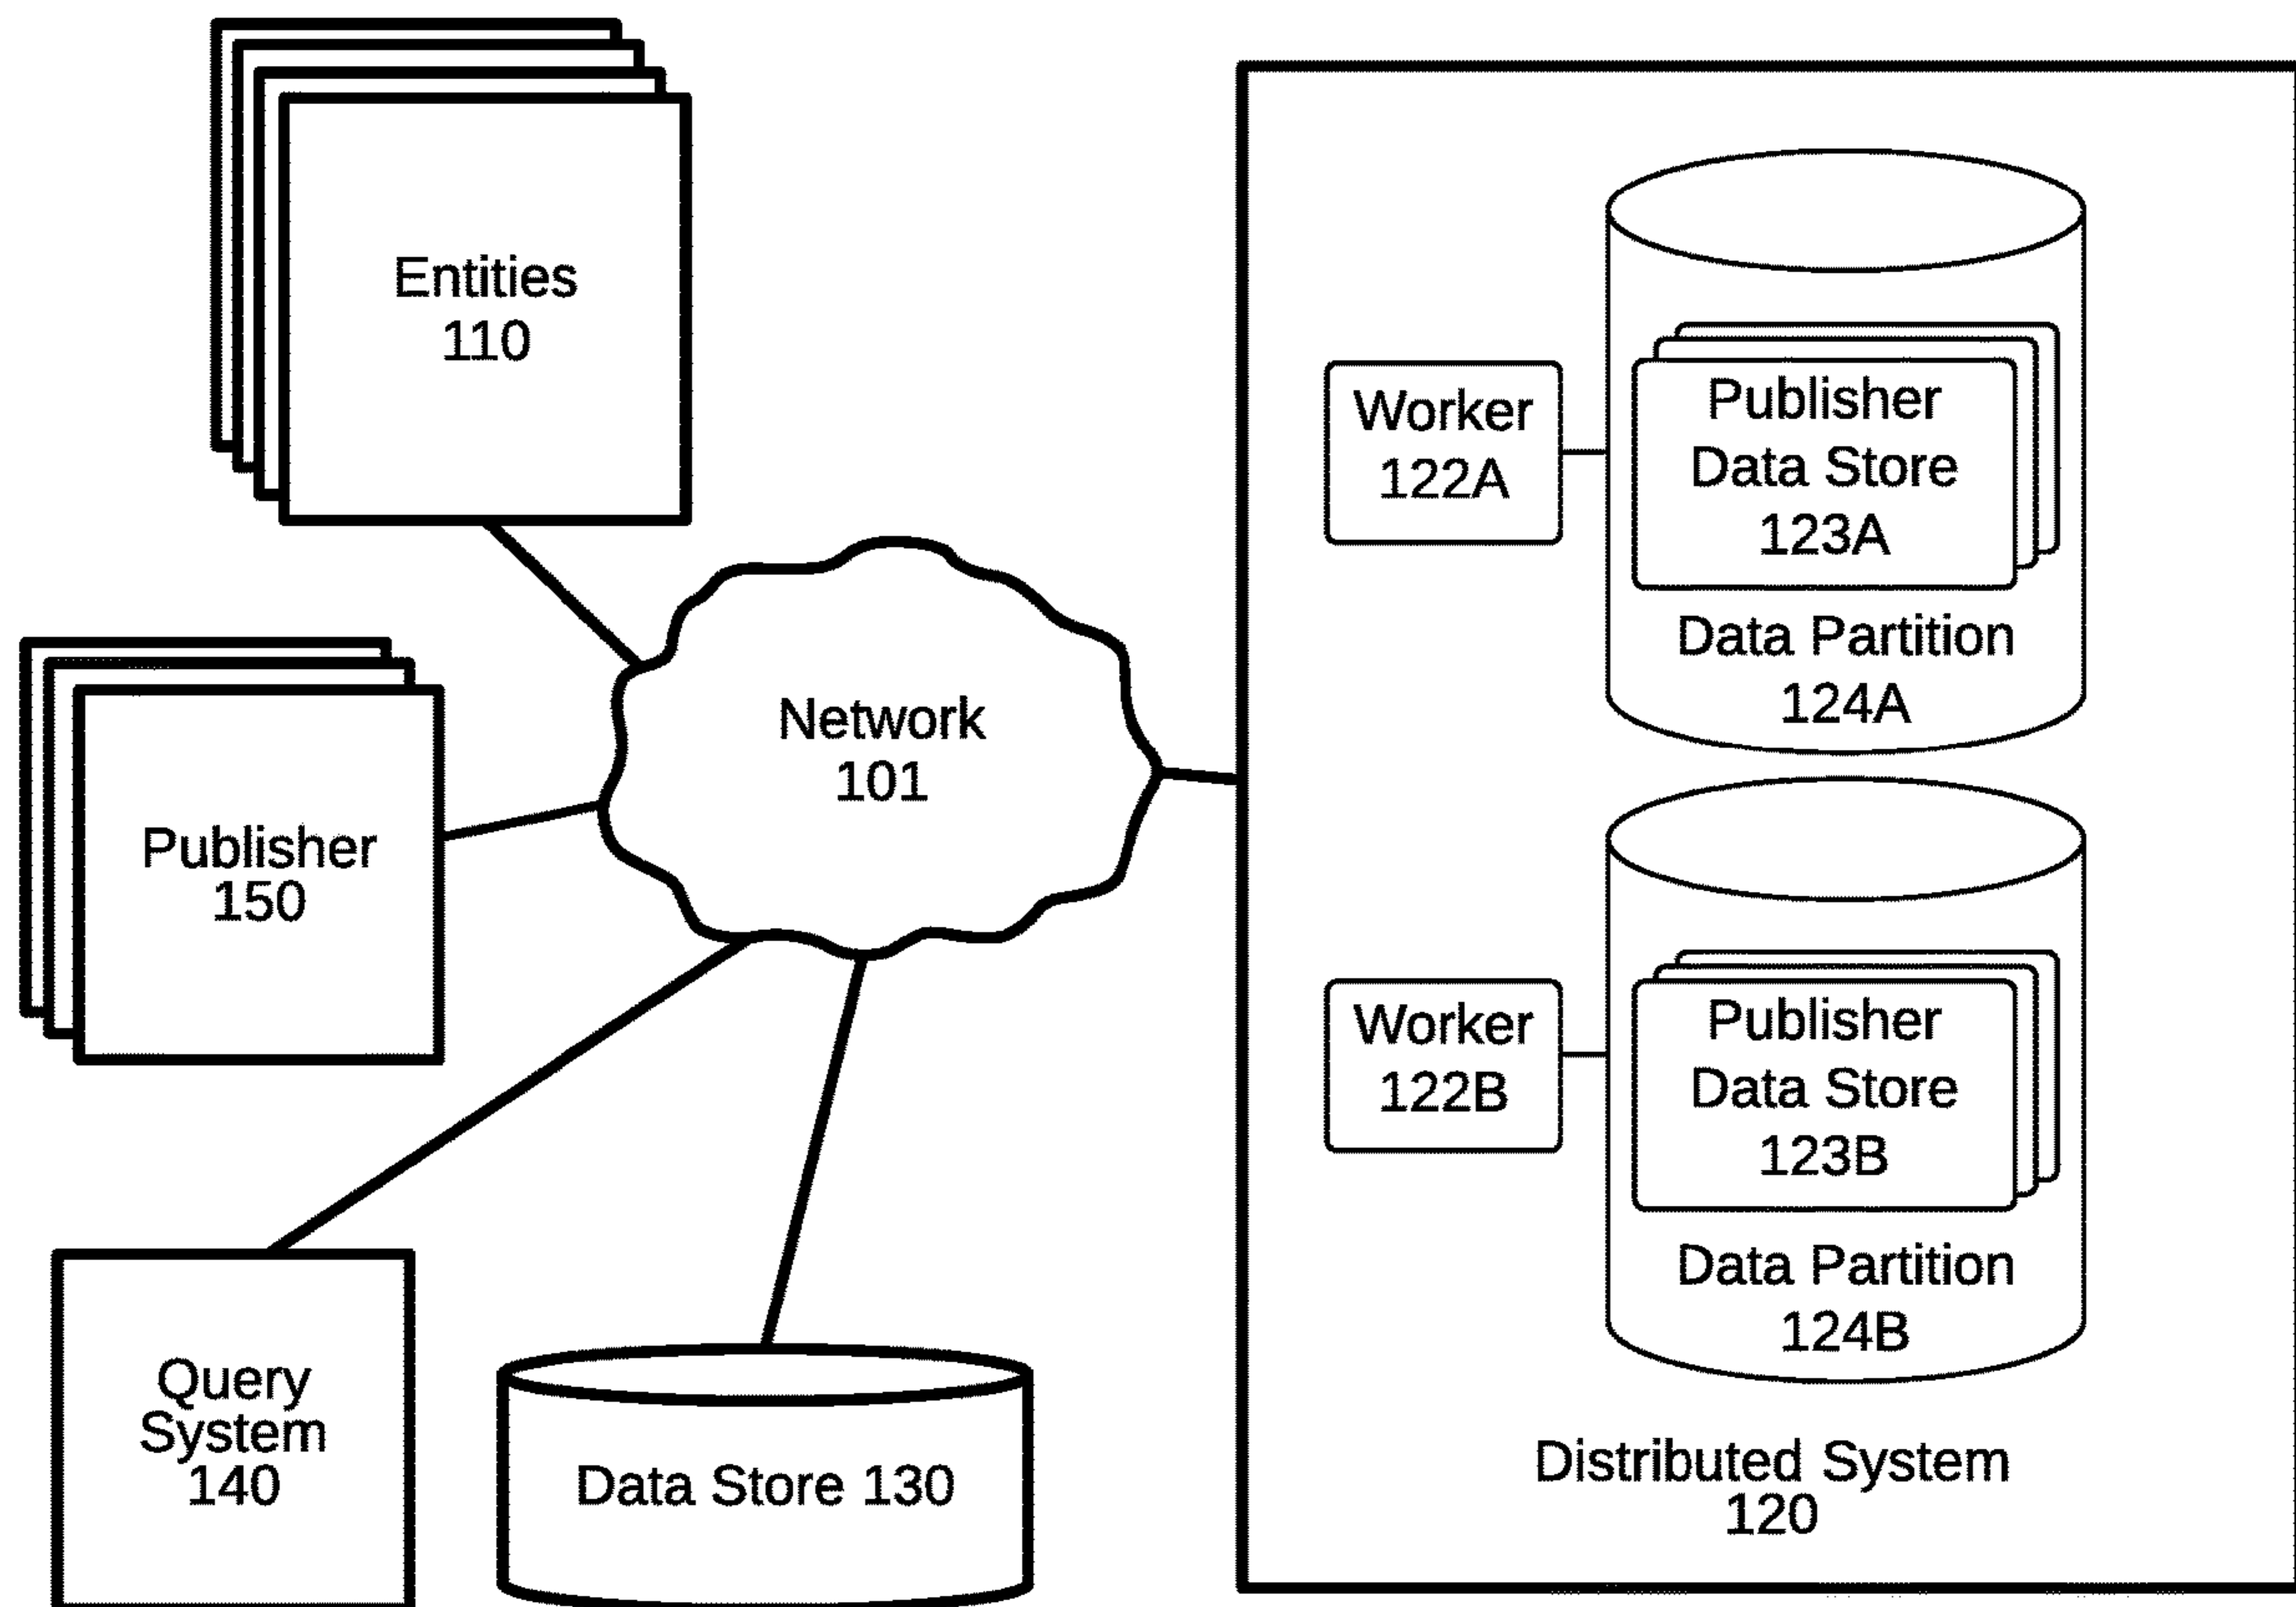 Entities
110
Publisher
150
Network
101
Query
System
140
Data Store 130
Worker
122A
Publisher
Data Store
123A
Data Partition
124A
Worker
122B
Publisher
Data Store
123B
Data Partition
124B
Distributed System
120